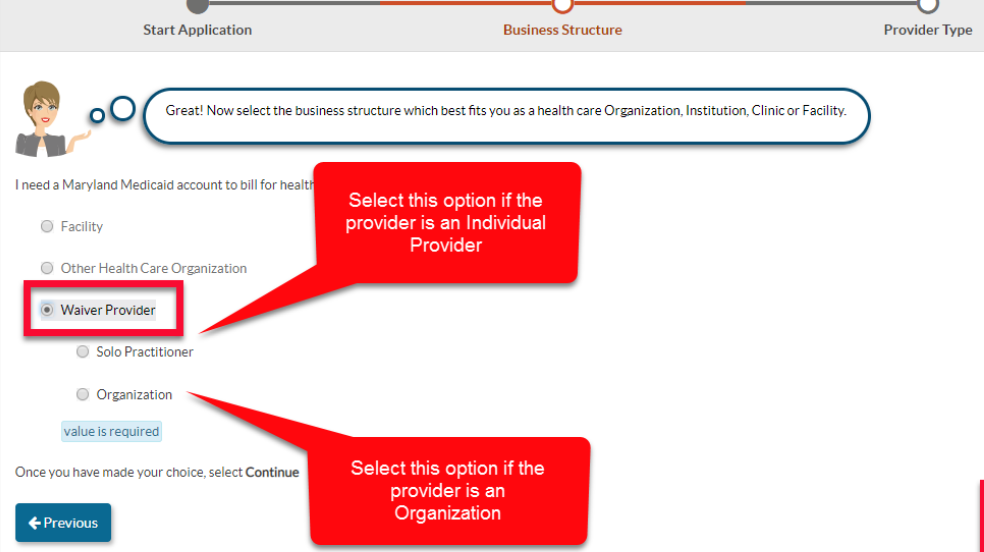 Start Application
Business Structure
Provider Type
Great! Now select the business structure which best fits you as a health care Organization, Institution, Clinic or Facility.
I need a Maryland Medicaid account to bill for health
Select this option if the
provider is an Individual
Provider
Facility
Other Health Care Organization
Waiver Provider
Solo Practitioner
Organization
value is required
Select this option if the
provider is an
Organization
Once you have made your choice, select Continue
Previous